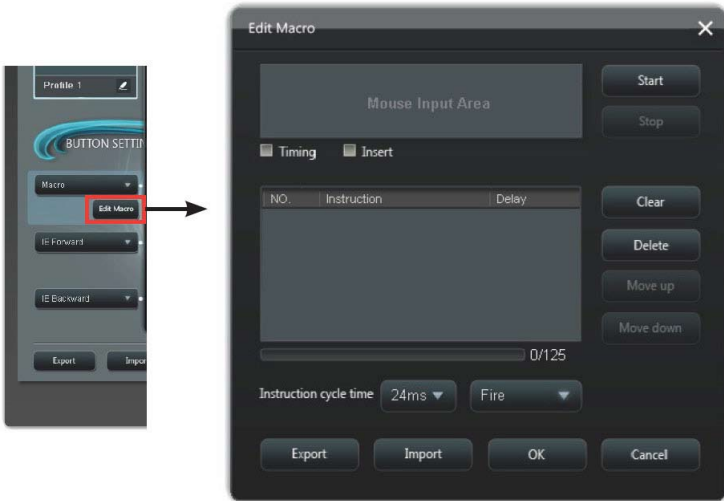 Profile 1
BUTTON SETTIN
Macro
Edit Macro
IE Forward
IE Backward
Export Impor
Edit Macro
Mouse Input Area
Start
Stop
Timing Insert
NO. Instruction Delay
Clear
Delete
Move up
Move down
0/125
Instruction cycle time 24ms Fire
Export Import OK Cancel